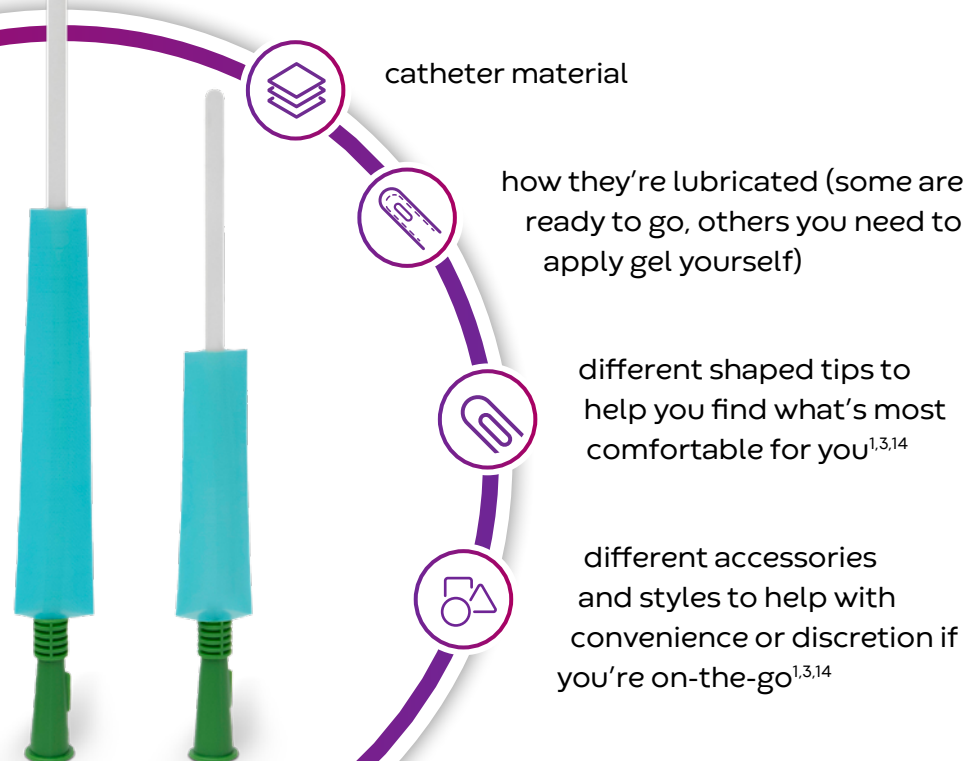 catheter material
how they're lubricated (some are
ready to go, others you need to
apply gel yourself)
different shaped tips to
help you find what's most
comfortable for you1,3,14
different accessories
and styles to help with
convenience or discretion if
you're on-the-go1,3,14